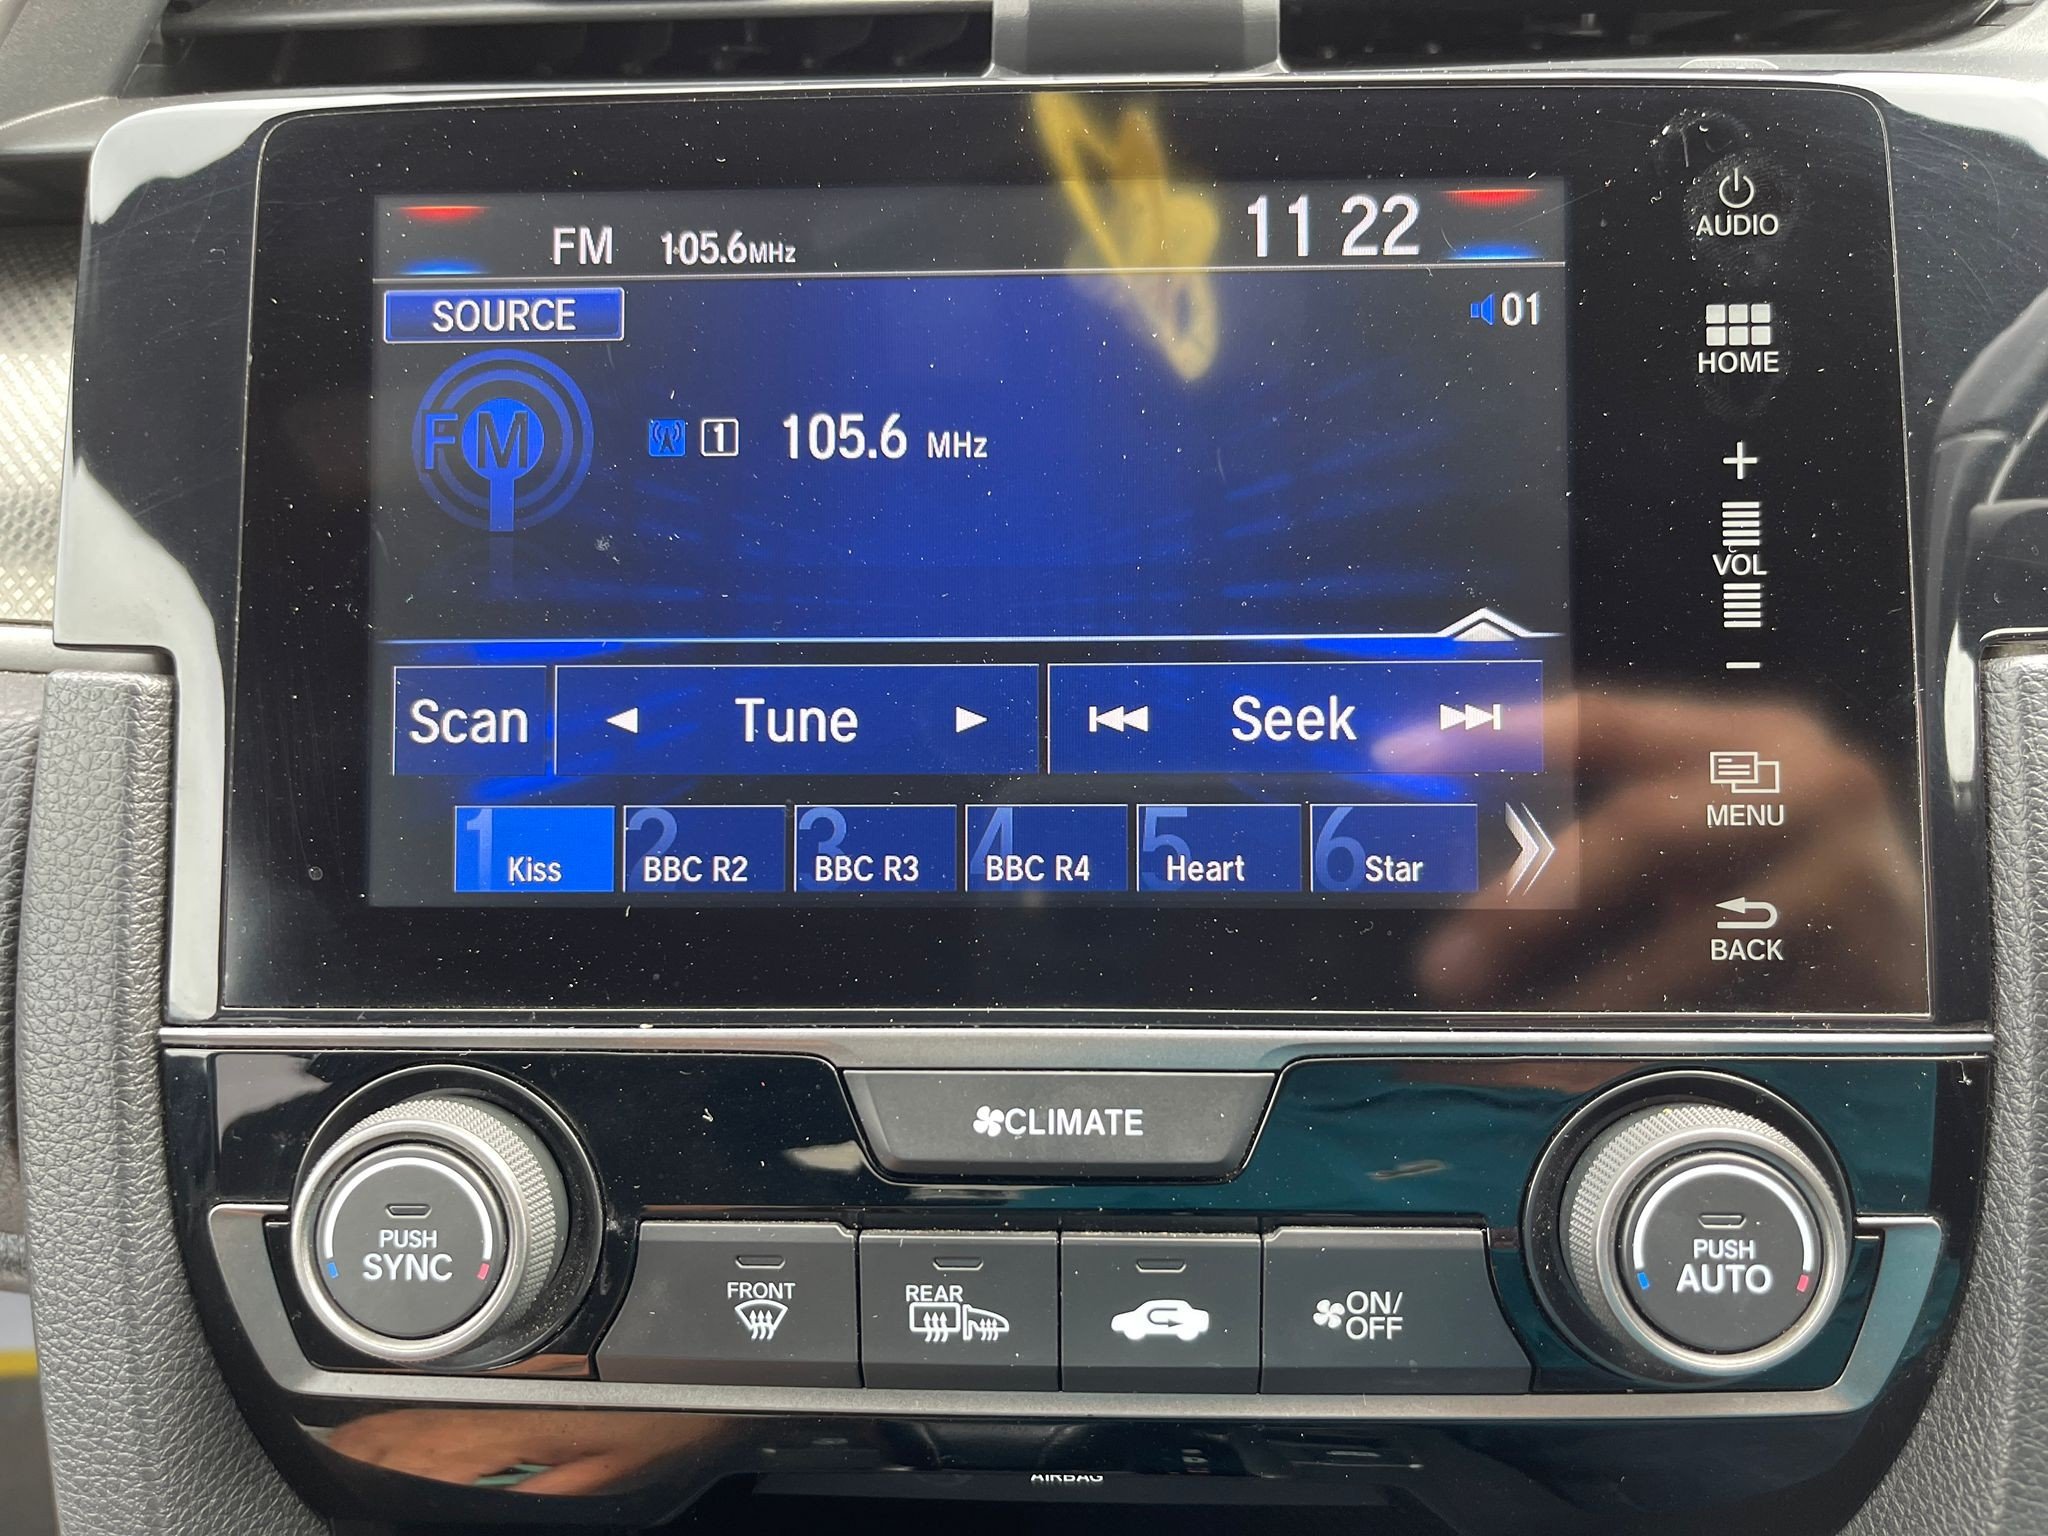 FM 105.6MHz 11 22
SOURCE
01
FM
1 105.6 MHz
Scan Tune Seek
1 Kiss 2 BBC R2 3 BBC R3 4 BBC R4 5 Heart 6 Star
AUDIO
HOME
+
VOL
−
MENU
BACK
CLIMATE
PUSH
SYNC
FRONT
REAR
ON/
OFF
PUSH
AUTO
AIRBAG